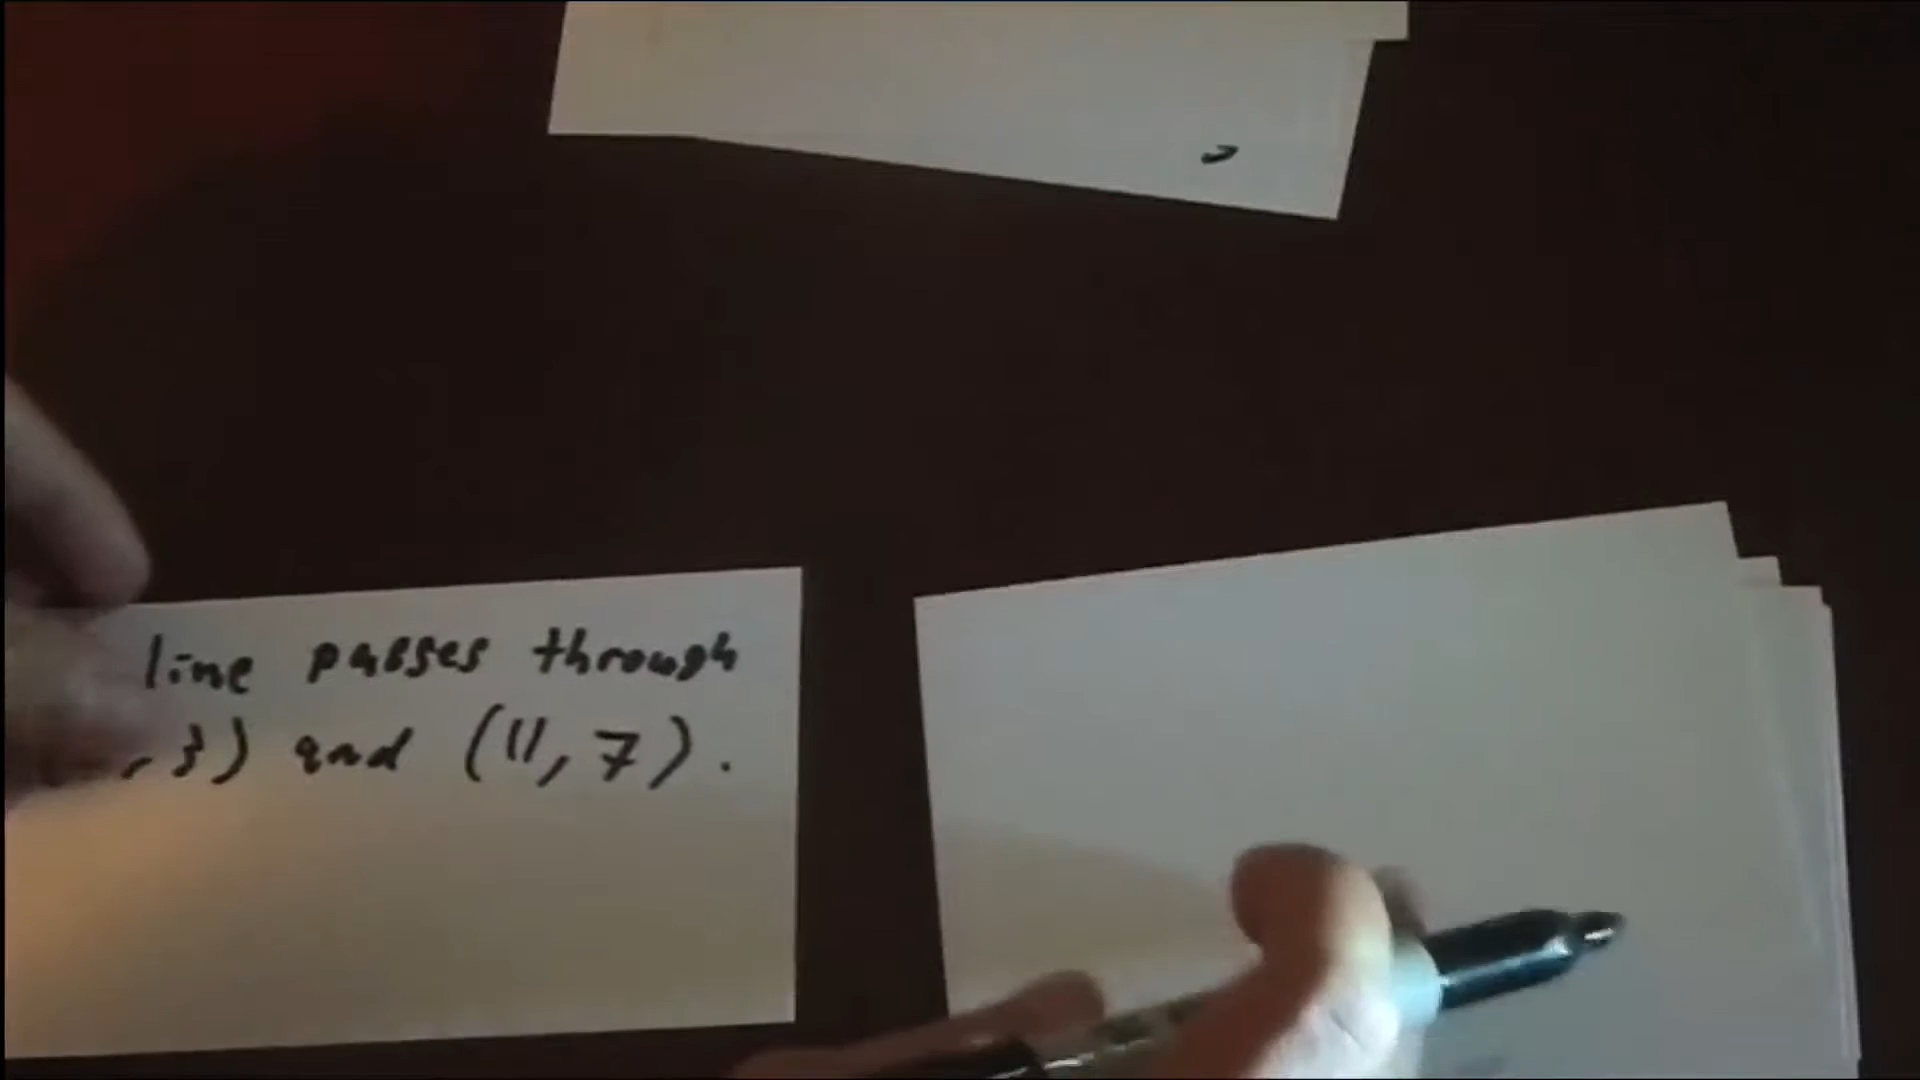 line passes through
, 3) and (11, 7).